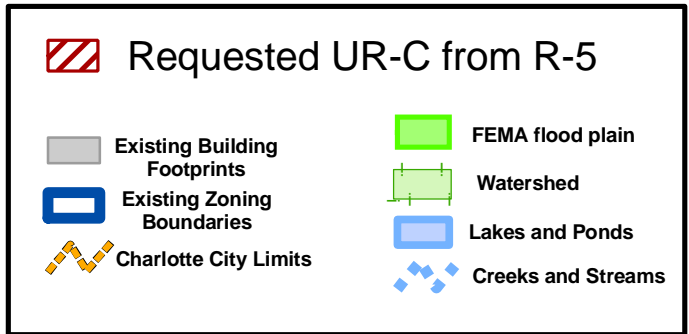 Requested UR-C from R-5
Existing Building
Footprints
Existing Zoning
Boundaries
Charlotte City Limits
FEMA flood plain
Watershed
Lakes and Ponds
Creeks and Streams